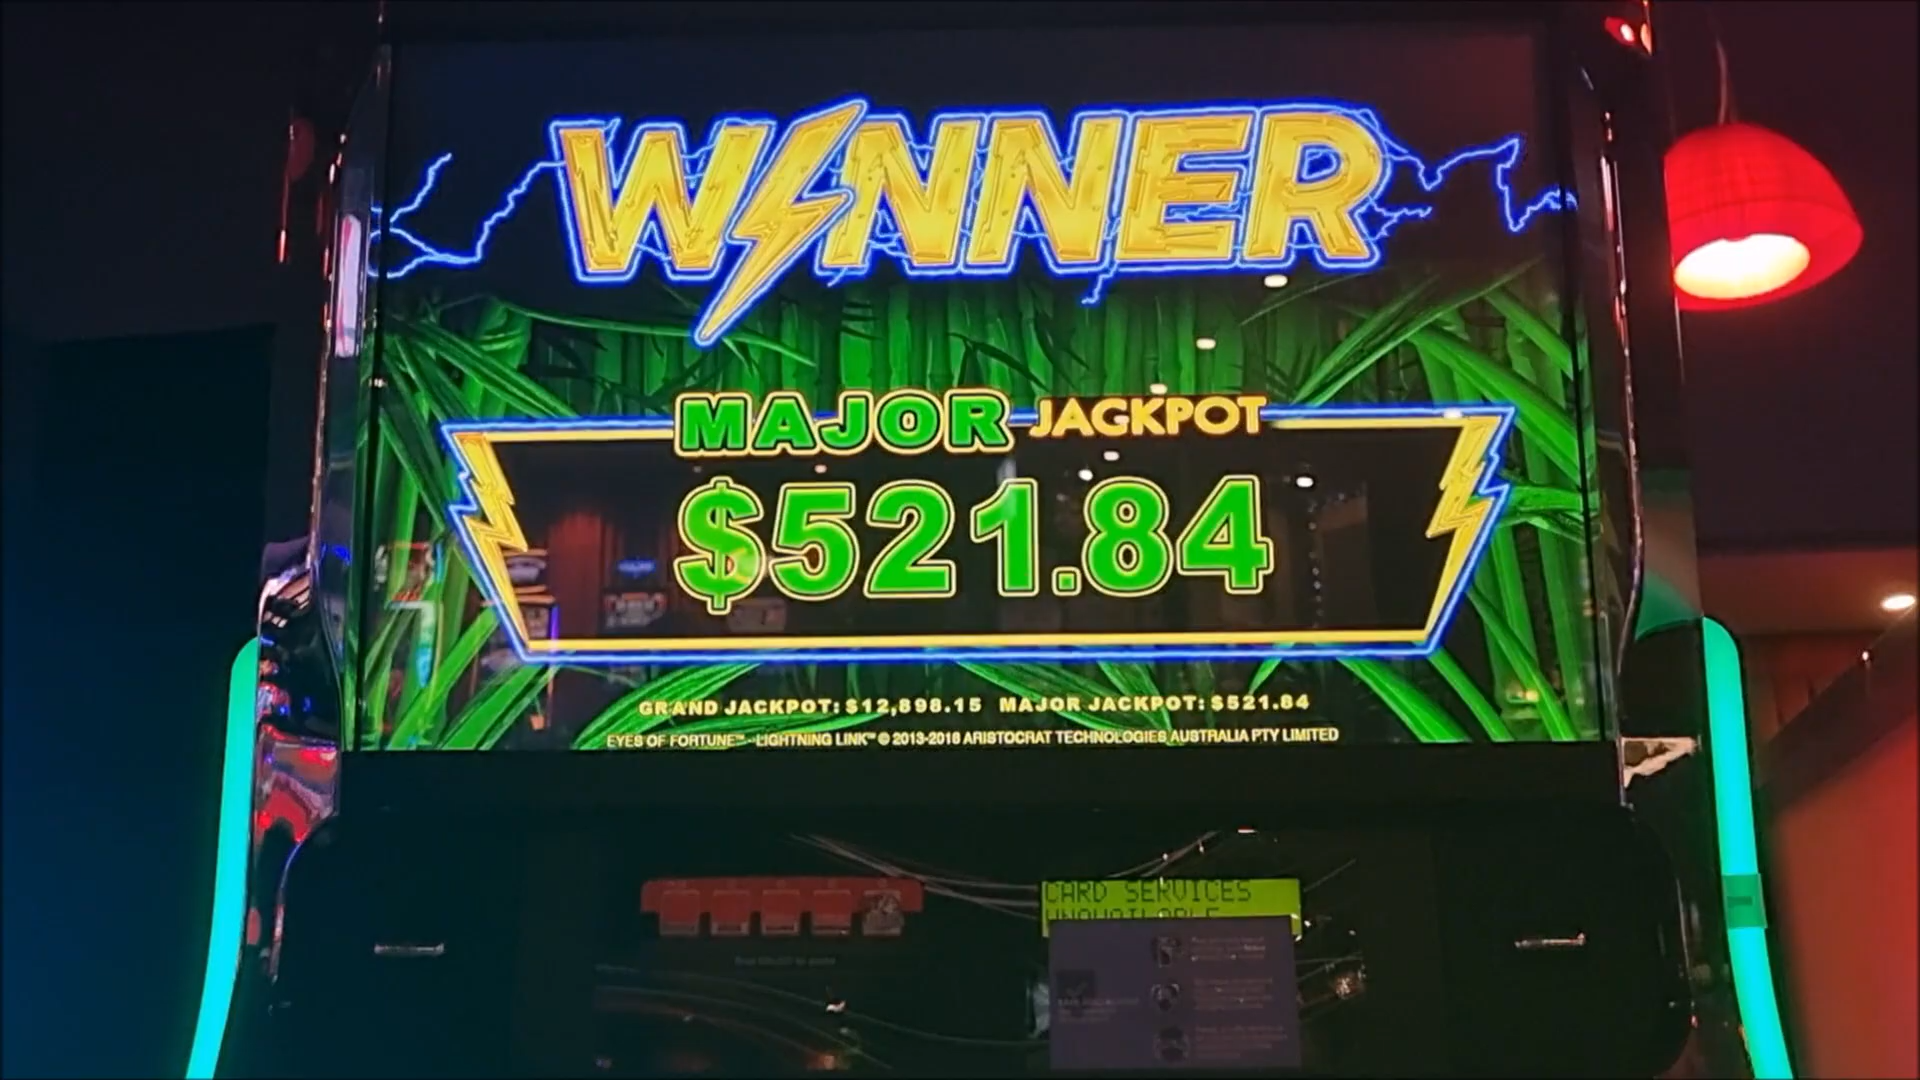 WINNER
MAJOR JACKPOT
$521.84
GRAND JACKPOT: $12,898.15 MAJOR JACKPOT: $521.84
EYES OF FORTUNE™ - LIGHTNING LINK™ © 2013-2018 ARISTOCRAT TECHNOLOGIES AUSTRALIA PTY LIMITED
CARD SERVICES
UNAVAILABLE